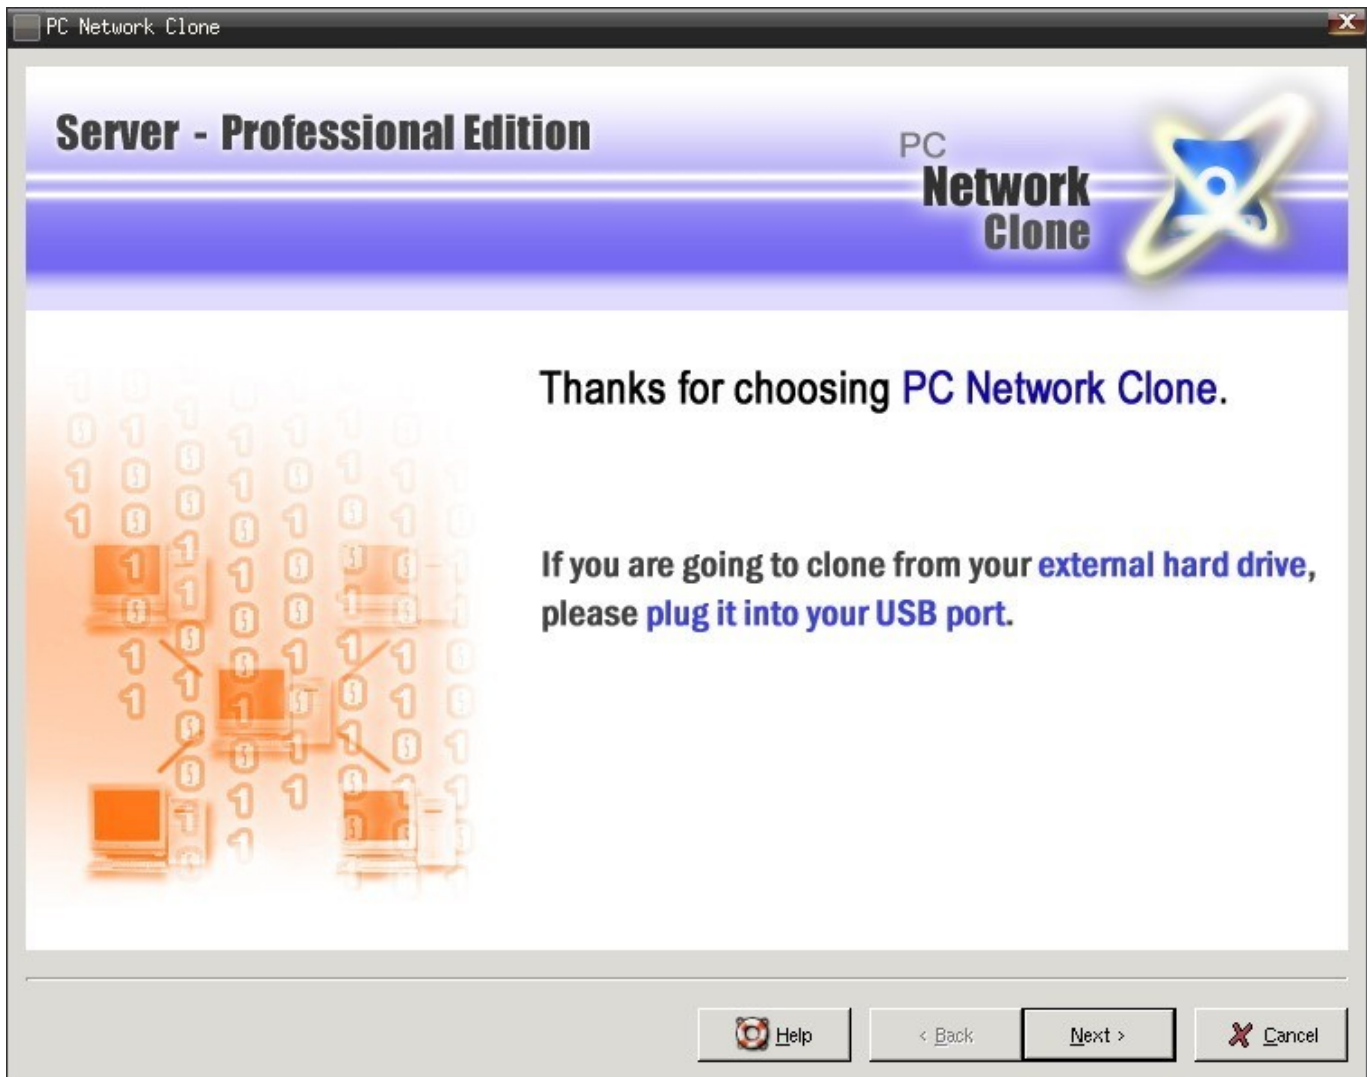 PC Network Clone
Server - Professional Edition
PC
Network
Clone
Thanks for choosing PC Network Clone.
If you are going to clone from your external hard drive,
please plug it into your USB port.
Help
< Back
Next >
Cancel